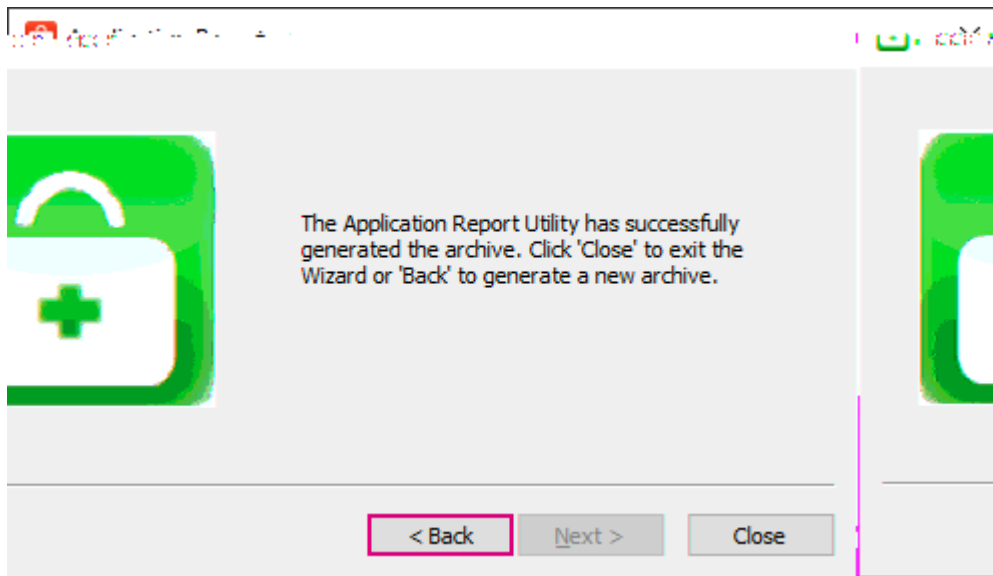 The Application Report Utility has successfully
generated the archive. Click 'Close' to exit the
Wizard or 'Back' to generate a new archive.
< Back
Next >
Close